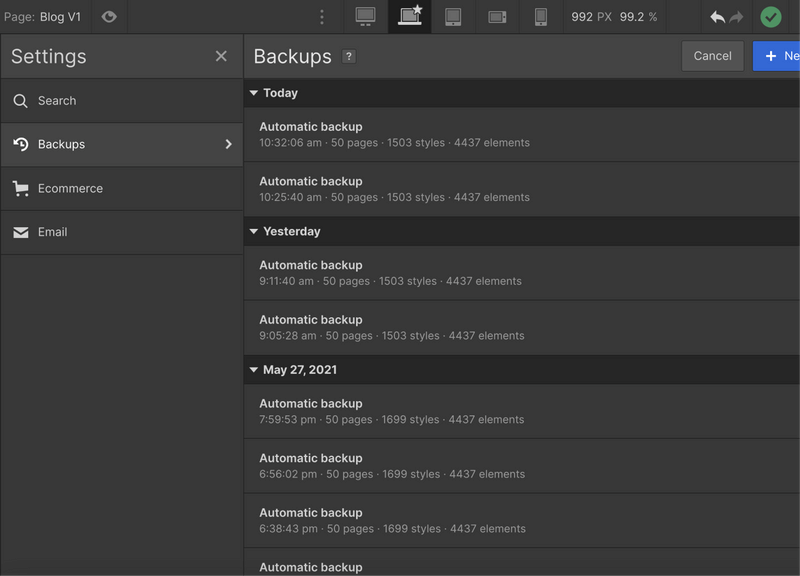 Page: Blog V1
992 PX 99.2 %
Settings
Search
Backups
Ecommerce
Email
Backups ?
Cancel
+ Ne
Today
Automatic backup
10:32:06 am · 50 pages · 1503 styles · 4437 elements
Automatic backup
10:25:40 am · 50 pages · 1503 styles · 4437 elements
Yesterday
Automatic backup
9:11:40 am · 50 pages · 1503 styles · 4437 elements
Automatic backup
9:05:28 am · 50 pages · 1503 styles · 4437 elements
May 27, 2021
Automatic backup
7:59:53 pm · 50 pages · 1699 styles · 4437 elements
Automatic backup
6:56:02 pm · 50 pages · 1699 styles · 4437 elements
Automatic backup
6:38:43 pm · 50 pages · 1699 styles · 4437 elements
Automatic backup